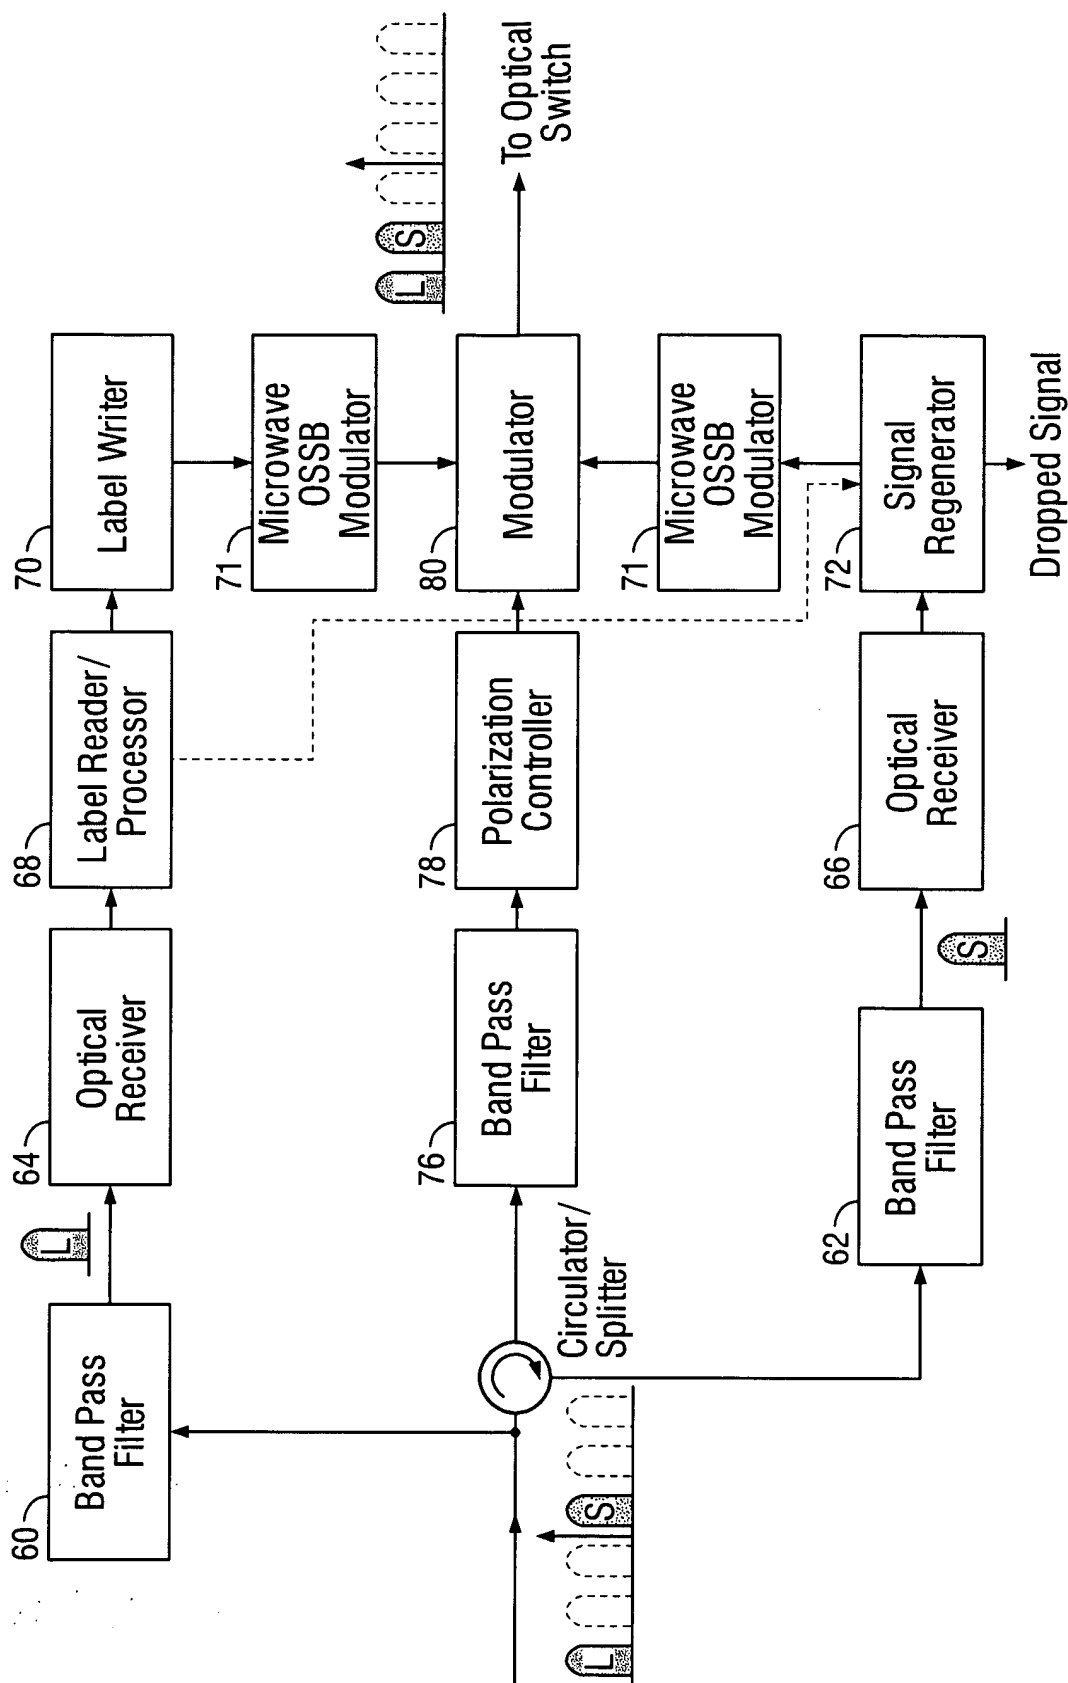 60
Band Pass
Filter
L
64
Optical
Receiver
68
Label Reader/
Processor
70
Label Writer
71
Microwave
OSSB
Modulator
L
S
L
S
Circulator/
Splitter
76
Band Pass
Filter
78
Polarization
Controller
80
Modulator
To Optical
Switch
71
Microwave
OSSB
Modulator
62
Band Pass
Filter
S
66
Optical
Receiver
72
Signal
Regenerator
Dropped Signal